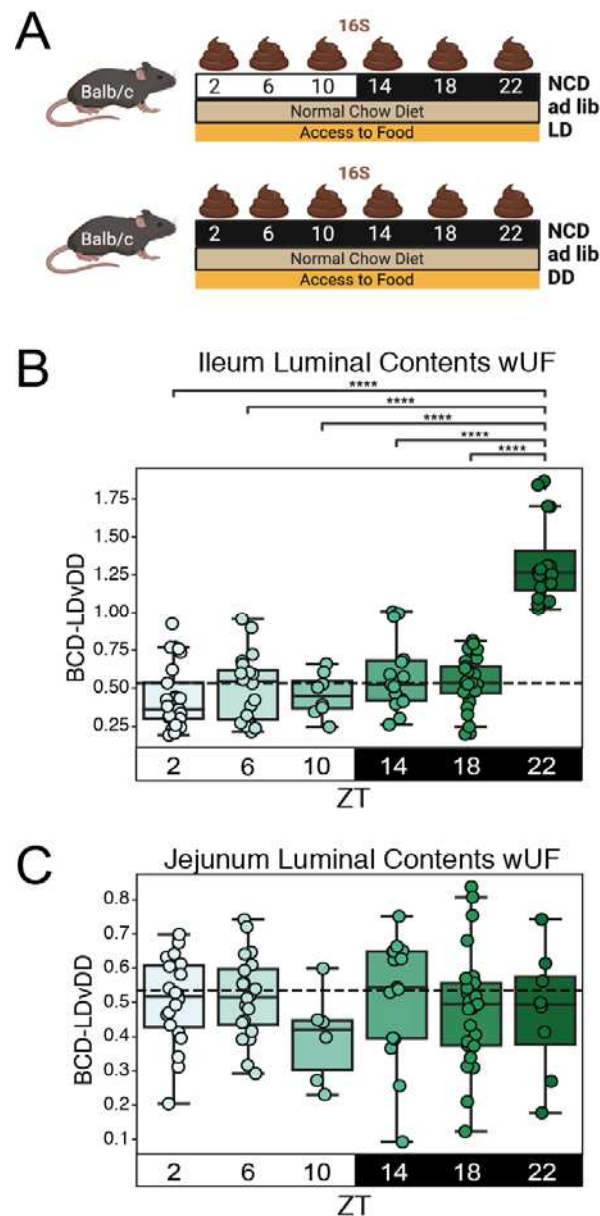 A
16S
Balb/c
2 6 10 14 18 22 NCD
Normal Chow Diet ad lib
Access to Food LD
16S
Balb/c
2 6 10 14 18 22 NCD
Normal Chow Diet ad lib
Access to Food DD
B
Ileum Luminal Contents wUF
****
****
****
****
****
BCD-LDvDD
1.75
1.50
1.25
1.00
0.75
0.50
0.25
2 6 10 14 18 22
ZT
C
Jejunum Luminal Contents wUF
BCD-LDvDD
0.8
0.7
0.6
0.5
0.4
0.3
0.2
0.1
2 6 10 14 18 22
ZT